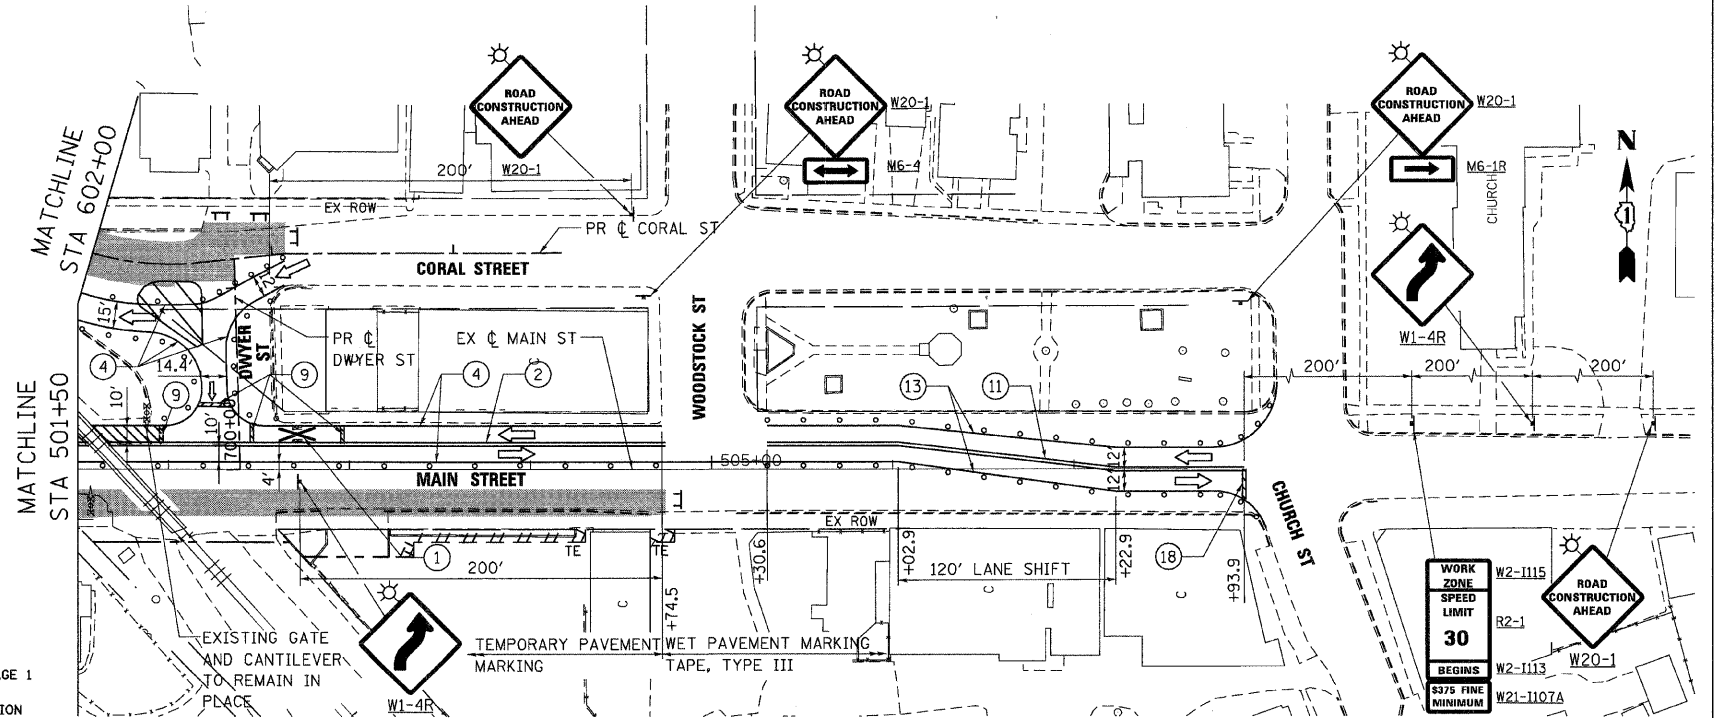 ROAD
CONSTRUCTION
AHEAD
W20-1
200'
ROAD
CONSTRUCTION
AHEAD
W20-1
M6-4
ROAD
CONSTRUCTION
AHEAD
W20-1
M6-1R
CHURCH
N
1
W1-4R
MATCHLINE
STA 602+00
EX ROW
PR ℄ CORAL ST
CORAL STREET
12'
15'
DWYER
ST
PR ℄
DWYER ST
EX ℄ MAIN ST
WOODSTOCK ST
4
14.4'
9
9
4
2
13
11
200'
200'
200'
MATCHLINE
STA 501+50
10'
10'
700+00
4'
505+00
MAIN STREET
12'
12'
CHURCH ST
EX ROW
TE
TE
1
200'
+74.5
+30.6
+02.9
120' LANE SHIFT
+22.9
18
+93.9
C
C
C
EXISTING GATE
AND CANTILEVER
TO REMAIN IN
PLACE
W1-4R
TEMPORARY PAVEMENT
MARKING
WET PAVEMENT MARKING
TAPE, TYPE III
WORK
ZONE
W2-I115
SPEED
LIMIT
30
R2-1
BEGINS
W2-I113
$375 FINE
MINIMUM
W21-I107A
ROAD
CONSTRUCTION
AHEAD
W20-1
GE 1
ION